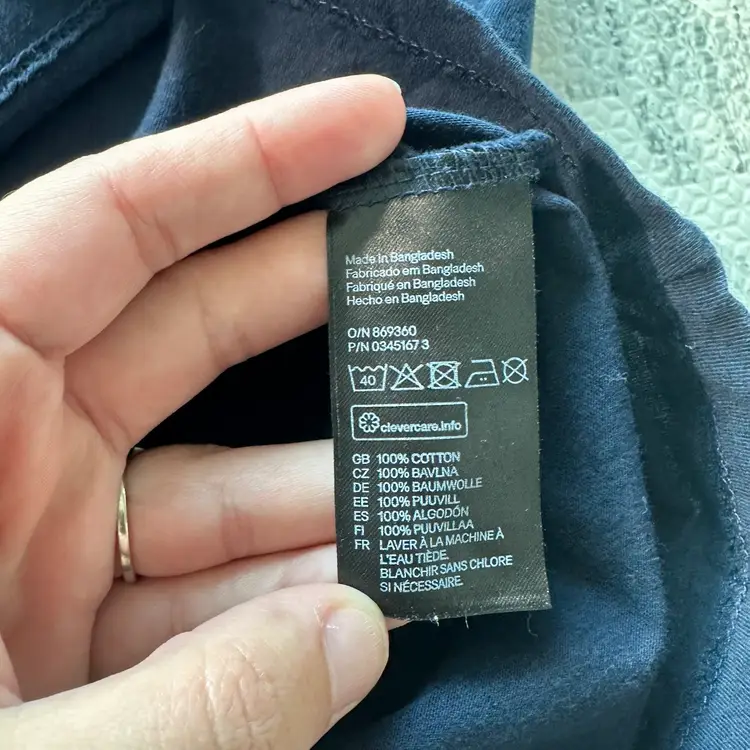 Made in Bangladesh
Fabricado em Bangladesh
Fabriqué en Bangladesh
Hecho en Bangladesh
O/N 869360
P/N 0345167 3
40
clevercare.info
GB 100% COTTON
CZ 100% BAVLNA
DE 100% BAUMWOLLE
EE 100% PUUVILL
ES 100% ALGODÓN
FI 100% PUUVILLAA
FR LAVER À LA MACHINE À
L'EAU TIÈDE.
BLANCHIR SANS CHLORE
SI NÉCESSAIRE.